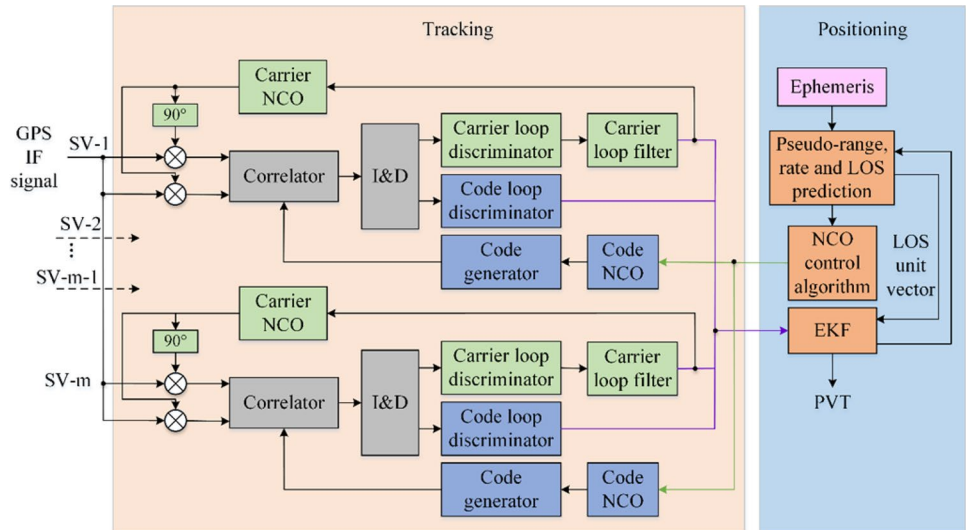 Tracking
Positioning
Carrier
NCO
90°
GPS
IF
signal
SV-1
Correlator
I&D
Carrier loop
discriminator
Carrier
loop filter
Code loop
discriminator
SV-2
Code
generator
Code
NCO
SV-m-1
Carrier
NCO
90°
SV-m
Correlator
I&D
Carrier loop
discriminator
Carrier
loop filter
Code loop
discriminator
Code
generator
Code
NCO
Ephemeris
Pseudo-range,
rate and LOS
prediction
NCO
control
algorithm
LOS
unit
vector
EKF
PVT